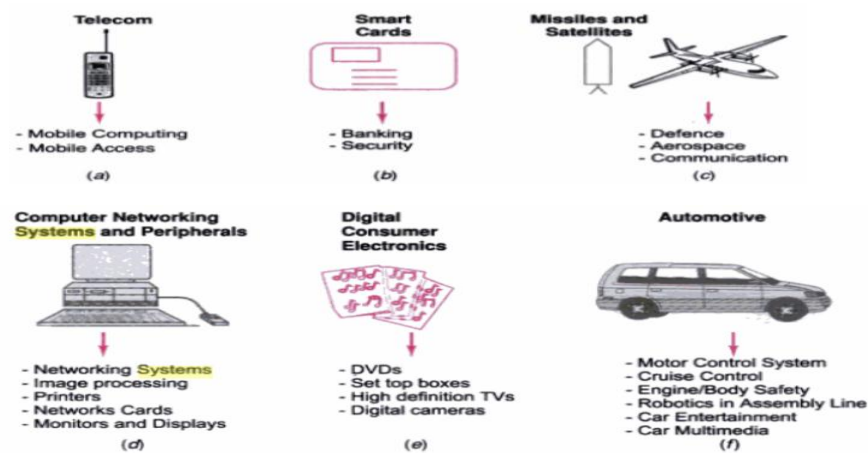 Telecom
- Mobile Computing
- Mobile Access
(a)
Smart
Cards
- Banking
- Security
(b)
Missiles and
Satellites
- Defence
- Aerospace
- Communication
(c)
Computer Networking
Systems and Peripherals
- Networking Systems
- Image processing
- Printers
- Networks Cards
- Monitors and Displays
(d)
Digital
Consumer
Electronics
- DVDs
- Set top boxes
- High definition TVs
- Digital cameras
(e)
Automotive
- Motor Control System
- Cruise Control
- Engine/Body Safety
- Robotics in Assembly Line
- Car Entertainment
- Car Multimedia
(f)